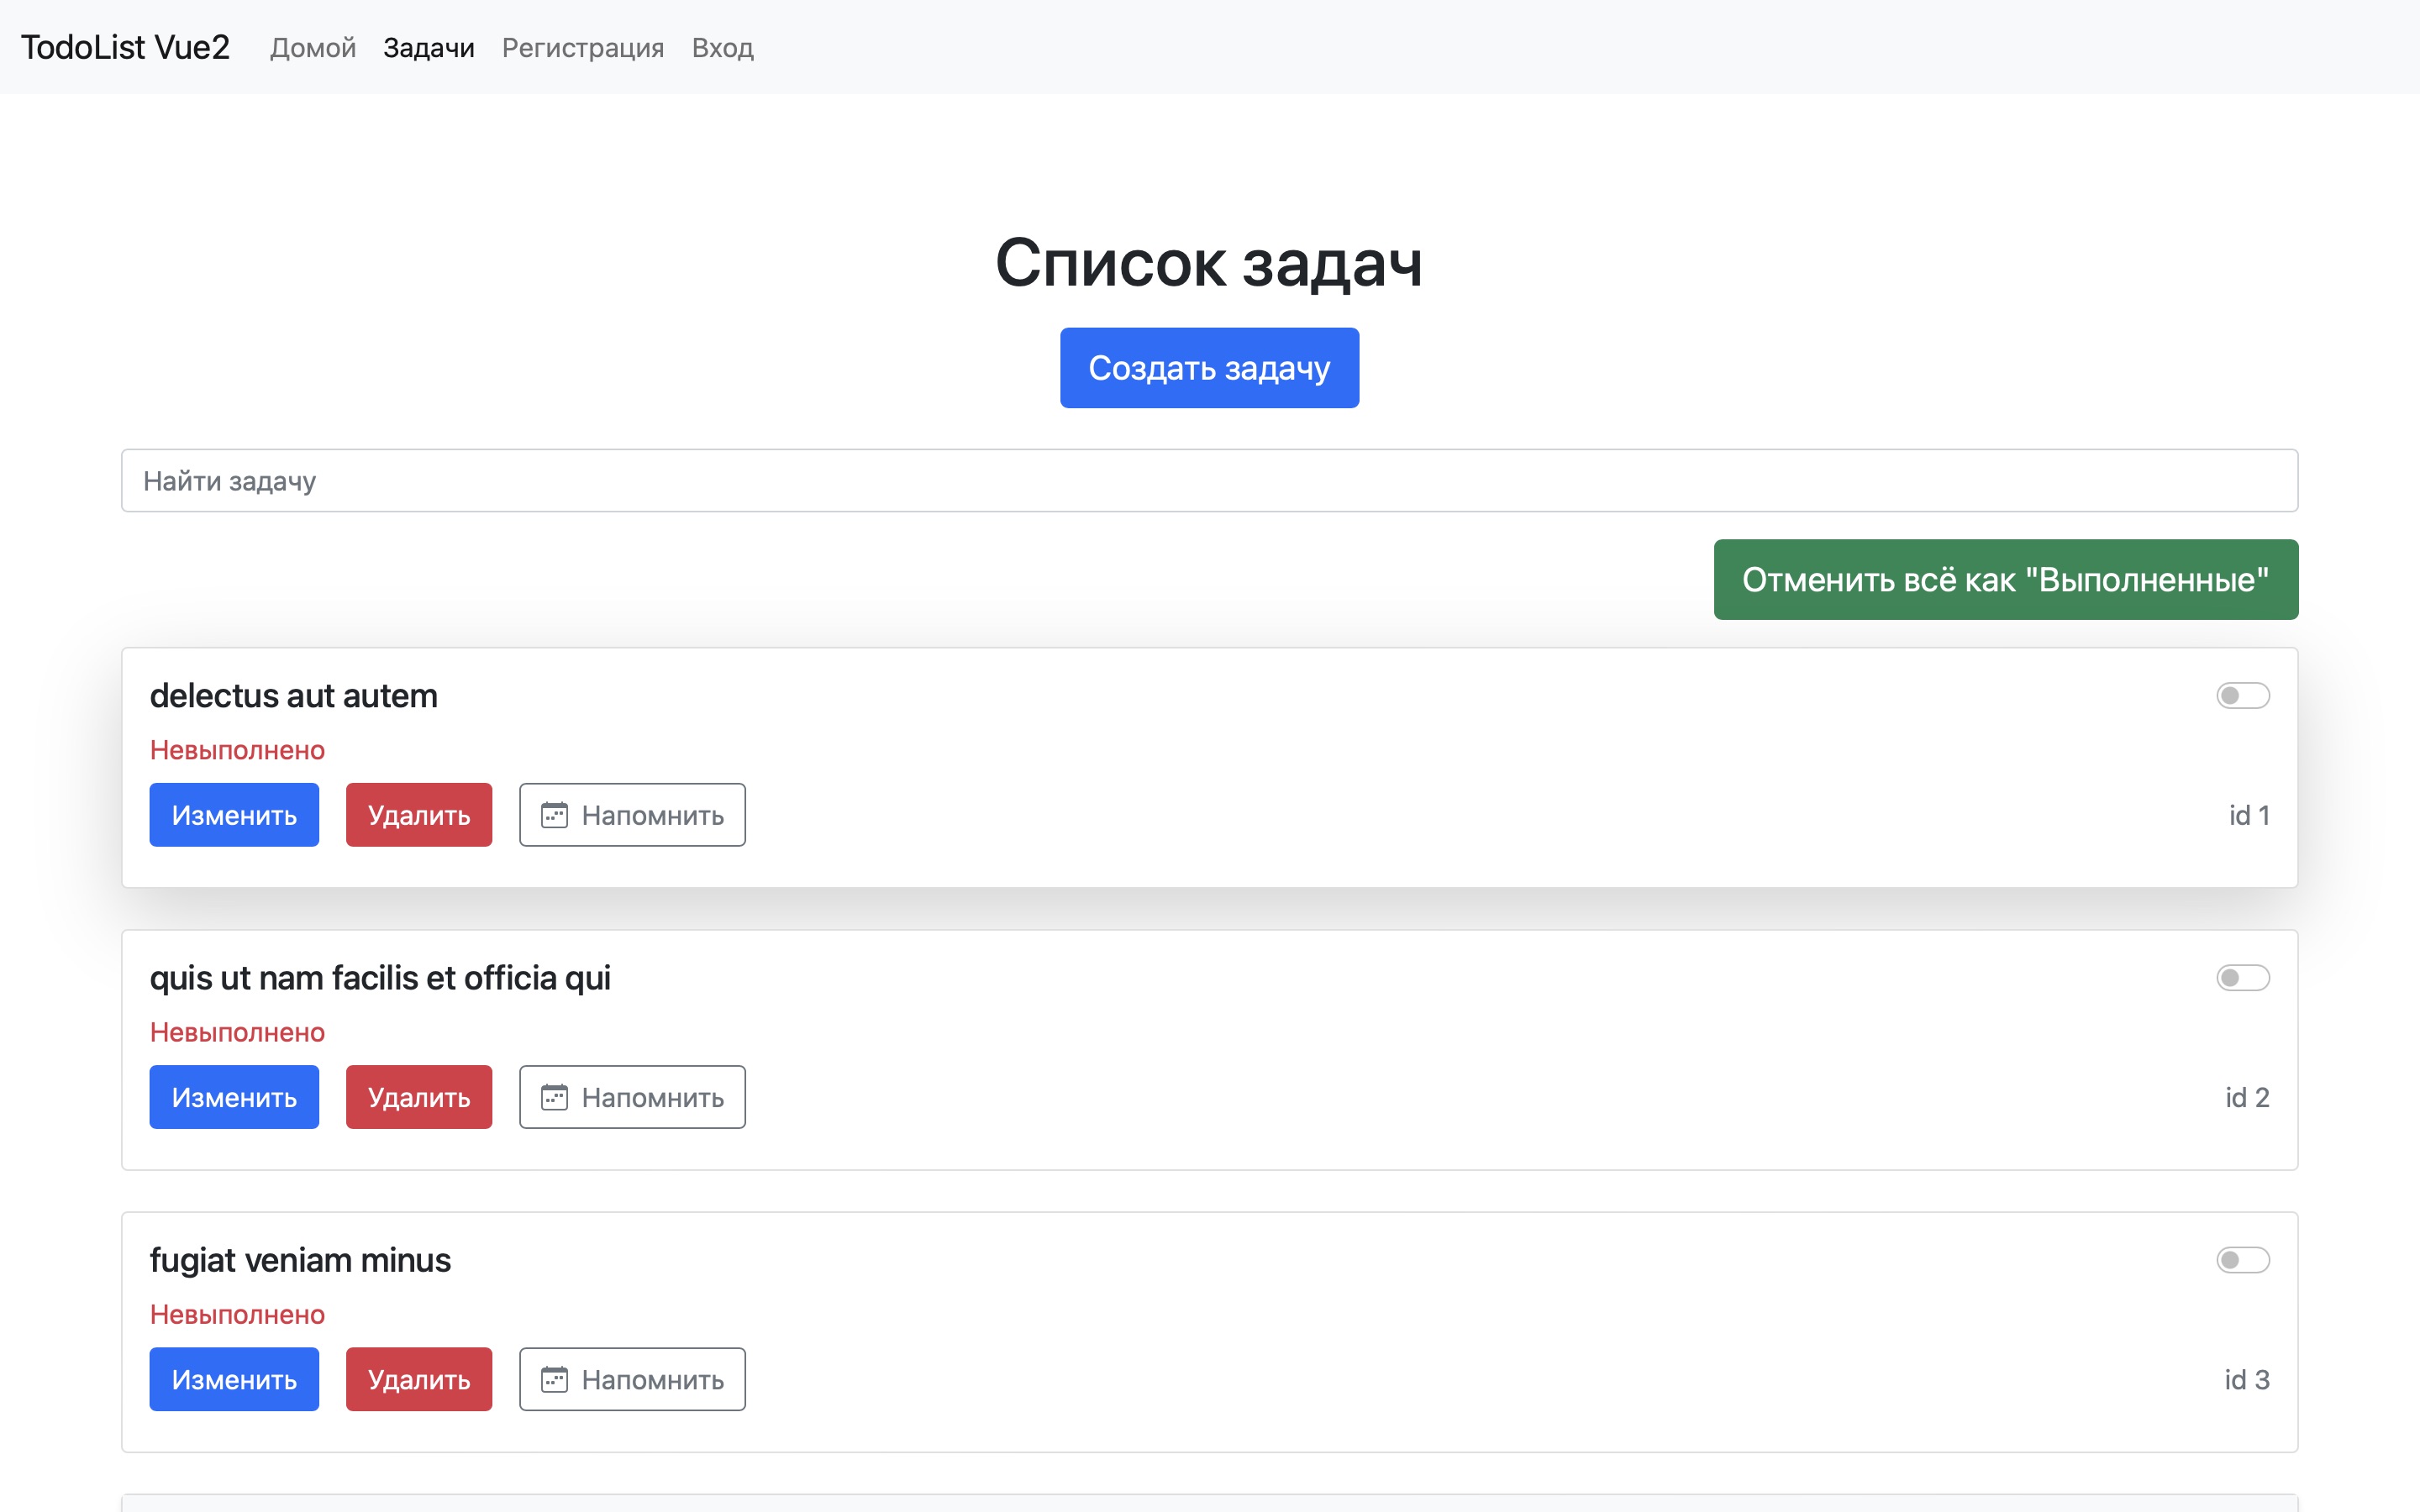 TodoList Vue2 Домой Задачи Регистрация Вход
Список задач
Создать задачу
Найти задачу
Отменить всё как "Выполненные"
delectus aut autem
Невыполнено
Изменить Удалить Напомнить id 1
quis ut nam facilis et officia qui
Невыполнено
Изменить Удалить Напомнить id 2
fugiat veniam minus
Невыполнено
Изменить Удалить Напомнить id 3